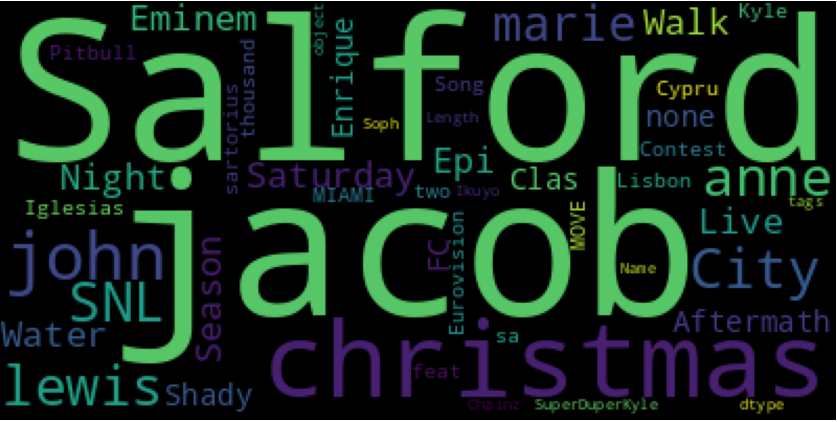 Eminem
marie
Walk
Kyle
Pitbull
object
Salford
thousand
Enrique
Song
Cypru
Soph
Length
none
sartorius
Contest
Night
Saturday
Epi
Clas
Lisbon
anne
MIAMI
two
Ikuyo
tags
Iglesias
jacob
MOVE
Live
john
Season
FC
Eurovision
Name
City
SNL
Water
Aftermath
sa
christmas
lewis
Shady
feat
Chainz
SuperDuperKyle
dtype